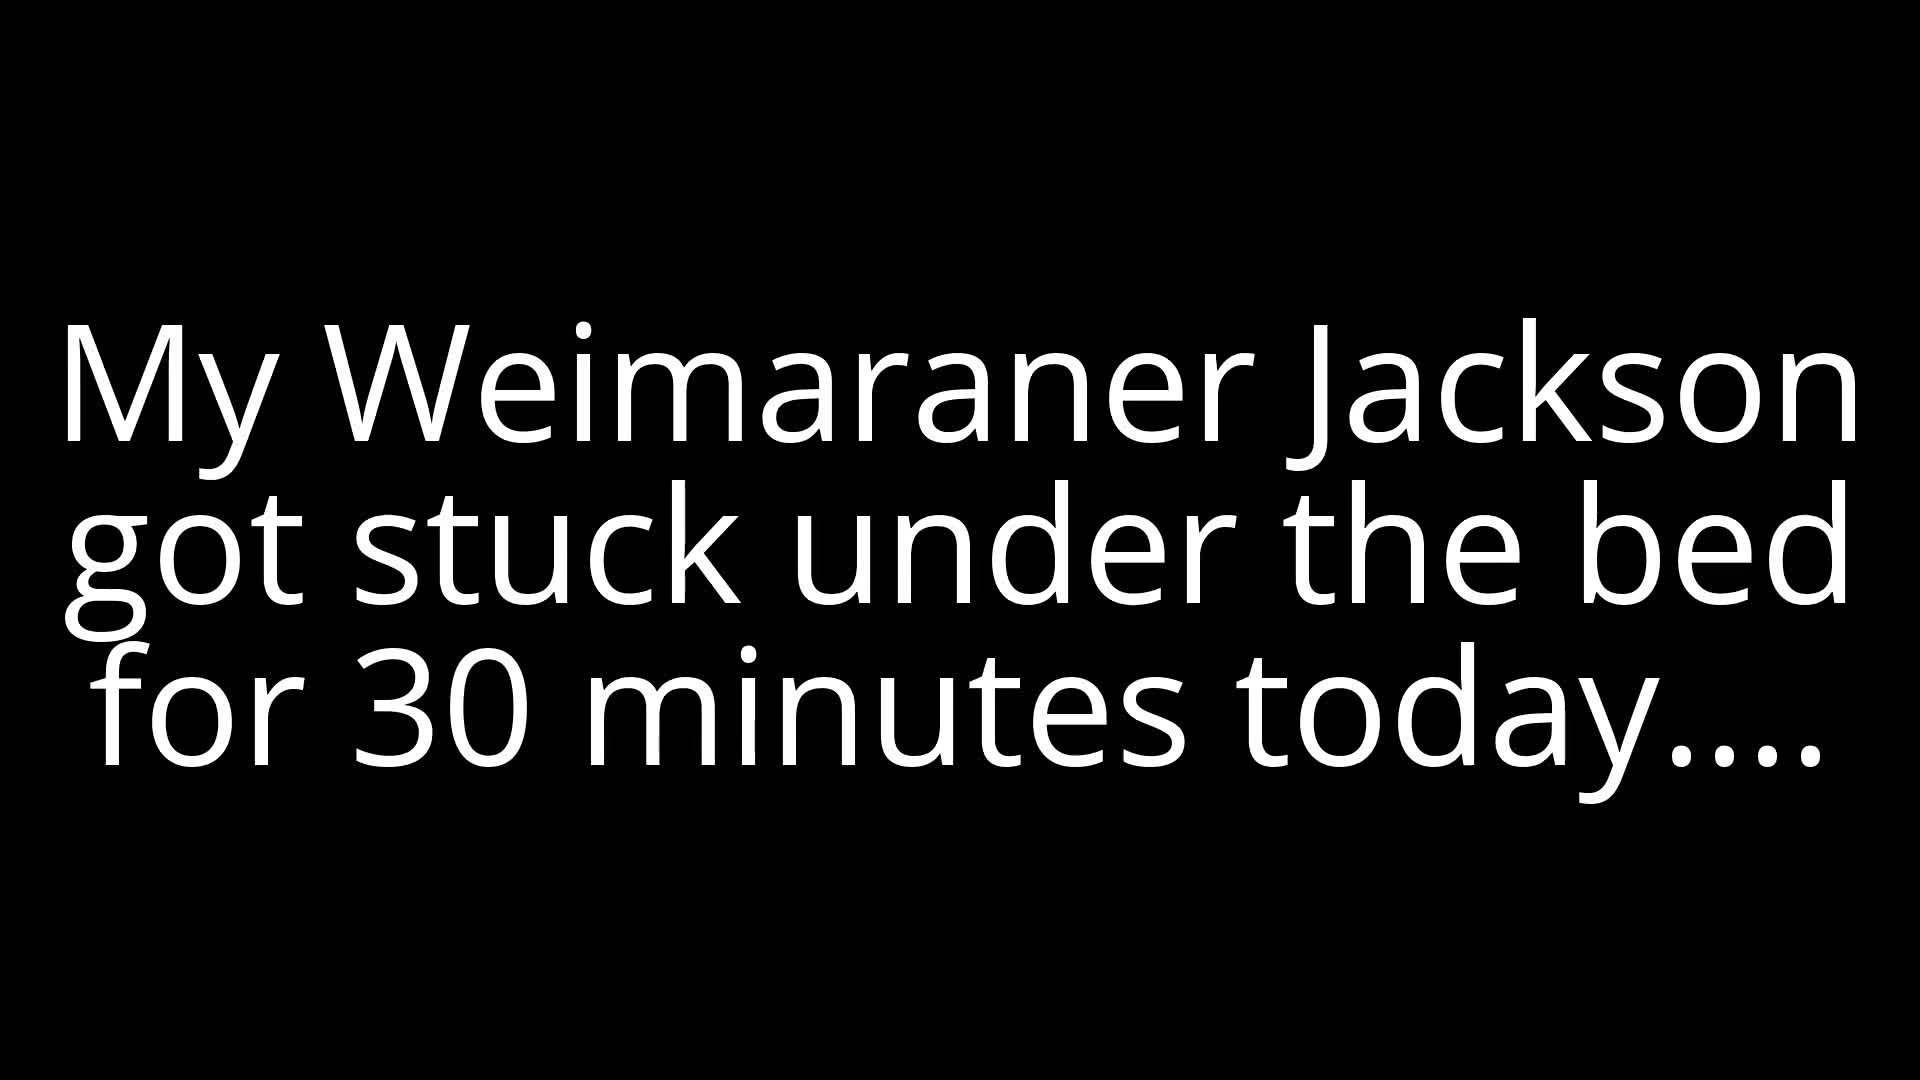 My Weimaraner Jackson
got stuck under the bed
for 30 minutes today....